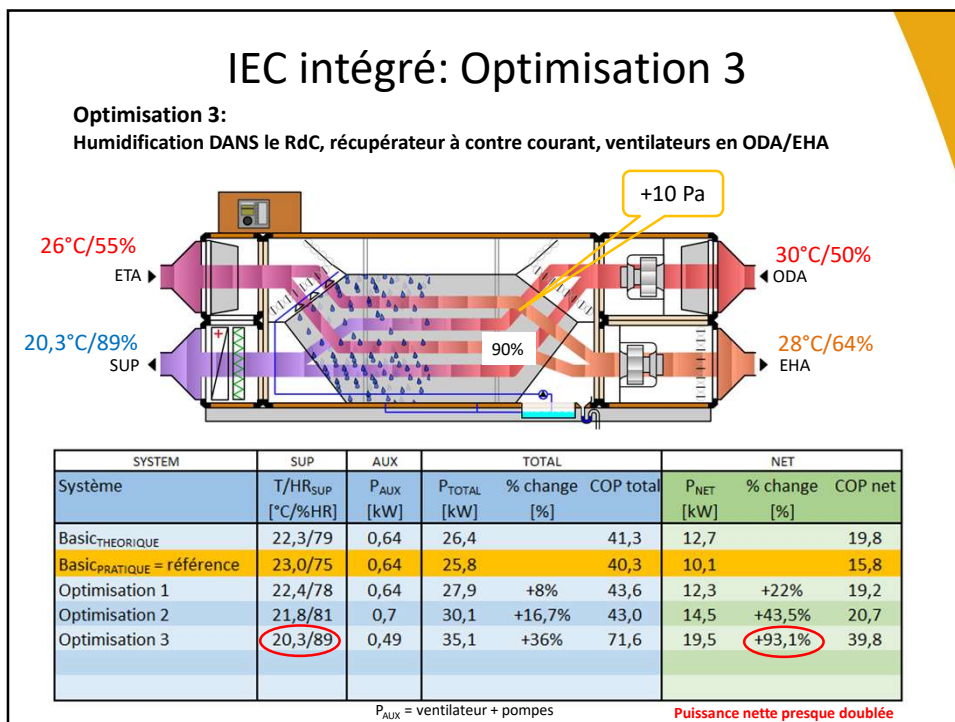 IEC intégré: Optimisation 3
Optimisation 3:
Humidification DANS le RdC, récupérateur à contre courant, ventilateurs en ODA/EHA
+10 Pa
26°C/55%
ETA
30°C/50%
ODA
20,3°C/89%
SUP
90%
28°C/64%
EHA
SYSTEM SUP AUX TOTAL NET
Système T/HRSUP PAUX PTOTAL % change COP total PNET % change COP net
[°C/%HR] [kW] [kW] [%] [kW] [%]
BasicTHEORIQUE 22,3/79 0,64 26,4 41,3 12,7 19,8
BasicPRATIQUE = référence 23,0/75 0,64 25,8 40,3 10,1 15,8
Optimisation 1 22,4/78 0,64 27,9 +8% 43,6 12,3 +22% 19,2
Optimisation 2 21,8/81 0,7 30,1 +16,7% 43,0 14,5 +43,5% 20,7
Optimisation 3 20,3/89 0,49 35,1 +36% 71,6 19,5 +93,1% 39,8
PAUX = ventilateur + pompes
Puissance nette presque doublée